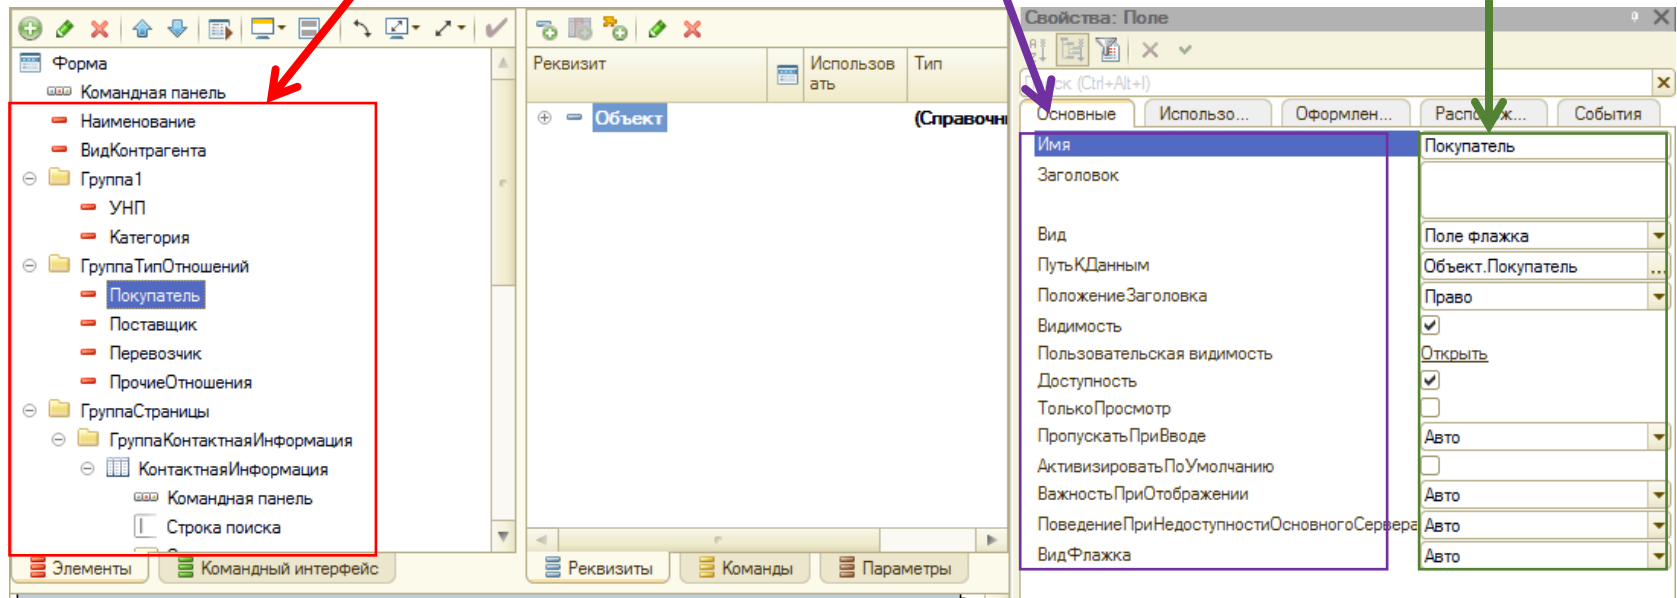 Форма
Командная панель
Наименование
ВидКонтрагента
Группа1
УНП
Категория
ГруппаТипОтношений
Покупатель
Поставщик
Перевозчик
ПрочиеОтношения
ГруппаСтраницы
ГруппаКонтактнаяИнформация
КонтактнаяИнформация
Командная панель
Строка поиска
Элементы
Командный интерфейс
Реквизит
Использов
ать
Тип
Объект
(Справочн
Реквизиты
Команды
Параметры
Свойства: Поле
(Ctrl+Alt+I)
Основные
Использо...
Оформлен...
События
Имя
Покупатель
Заголовок
Вид
Поле флажка
ПутьКДанным
Объект.Покупатель
...
ПоложениеЗаголовка
Право
Видимость
Пользовательская видимость
Открыть
Доступность
ТолькоПросмотр
ПропускатьПриВводе
Авто
АктивизироватьПоУмолчанию
ВажностьПриОтображении
Авто
ПоведениеПриНедоступностиОсновногоСервера
Авто
ВидФлажка
Авто